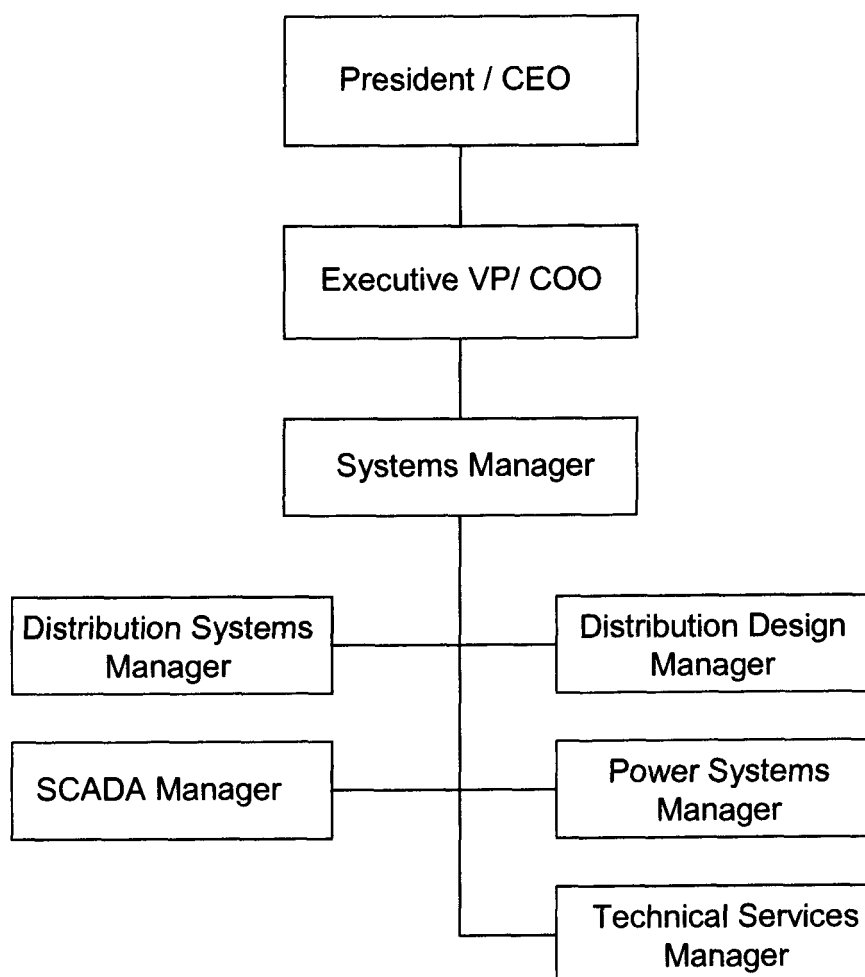 President / CEO
Executive VP/ COO
Systems Manager
Distribution Systems
Manager
Distribution Design
Manager
SCADA Manager
Power Systems
Manager
Technical Services
Manager